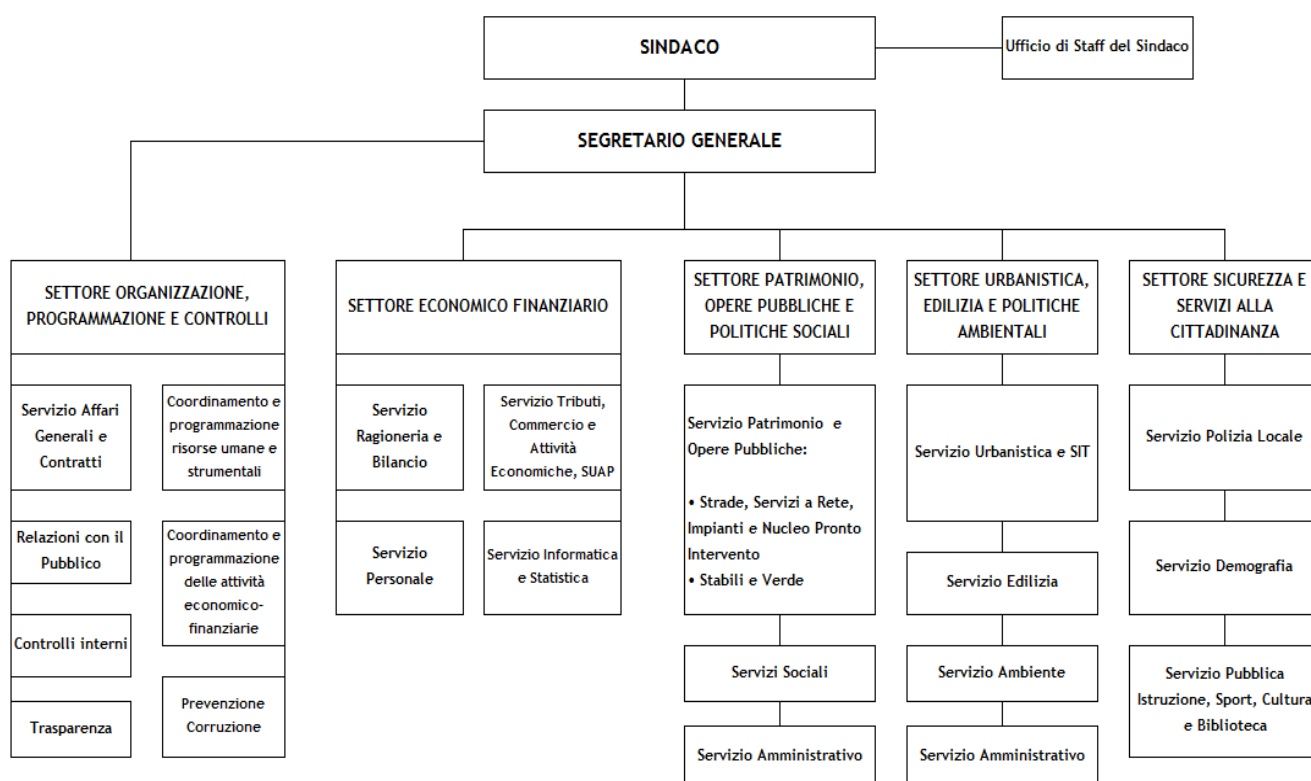 SINDACO
Ufficio di Staff del Sindaco
SEGRETARIO GENERALE
SETTORE ORGANIZZAZIONE,
PROGRAMMAZIONE E CONTROLLI
SETTORE ECONOMICO FINANZIARIO
SETTORE PATRIMONIO,
OPERE PUBBLICHE E
POLITICHE SOCIALI
SETTORE URBANISTICA,
EDILIZIA E POLITICHE
AMBIENTALI
SETTORE SICUREZZA E
SERVIZI ALLA
CITTADINANZA
Servizio Affari
Generali e
Contratti
Relazioni con il
Pubblico
Controlli interni
Trasparenza
Coordinamento e
programmazione
risorse umane e
strumentali
Coordinamento e
programmazione
delle attività
economico-
finanziarie
Prevenzione
Corruzione
Servizio
Ragioneria e
Bilancio
Servizio
Personale
Servizio Tributi,
Commercio e
Attività
Economiche, SUAP
Servizio Informatica
e Statistica
Servizio Patrimonio e
Opere Pubbliche:
• Strade, Servizi a Rete,
Impianti e Nucleo Pronto
Intervento
• Stabili e Verde
Servizi Sociali
Servizio Amministrativo
Servizio Urbanistica e SIT
Servizio Edilizia
Servizio Ambiente
Servizio Amministrativo
Servizio Polizia Locale
Servizio Demografia
Servizio Pubblica
Istruzione, Sport, Cultura
e Biblioteca